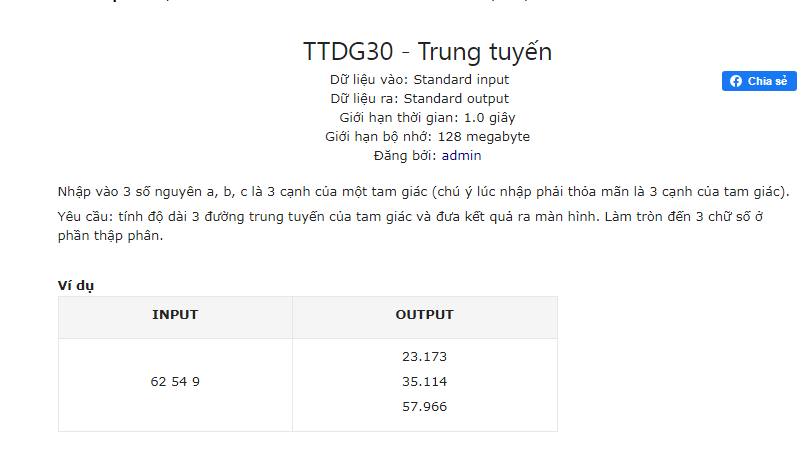 TTDG30 - Trung tuyến
Dữ liệu vào: Standard input
Chia sẻ
Dữ liệu ra: Standard output
Giới hạn thời gian: 1.0 giây
Giới hạn bộ nhớ: 128 megabyte
Đăng bởi: admin
Nhập vào 3 số nguyên a, b, c là 3 cạnh của một tam giác (chú ý lúc nhập phải thỏa mãn là 3 cạnh của tam giác).
Yêu cầu: tính độ dài 3 đường trung tuyến của tam giác và đưa kết quả ra màn hình. Làm tròn đến 3 chữ số ở
phần thập phân.
Ví dụ
INPUT OUTPUT
23.173
62 54 9 35.114
57.966